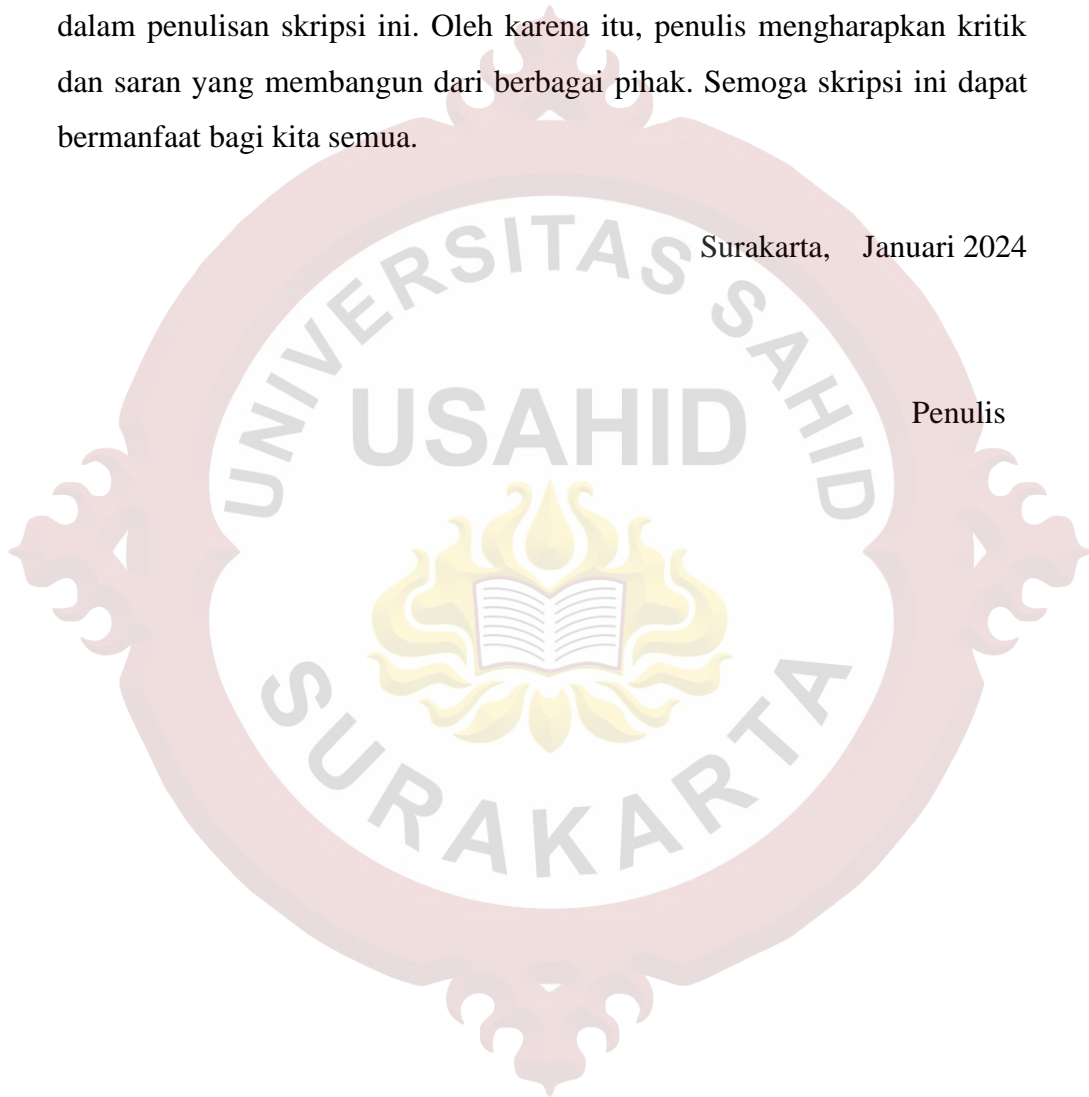 dalam penulisan skripsi ini. Oleh karena itu, penulis mengharapkan kritik
dan saran yang membangun dari berbagai pihak. Semoga skripsi ini dapat
bermanfaat bagi kita semua.
Surakarta, Januari 2024
Penulis
UNIVERSITAS SAHID
USAHID
SURAKARTA